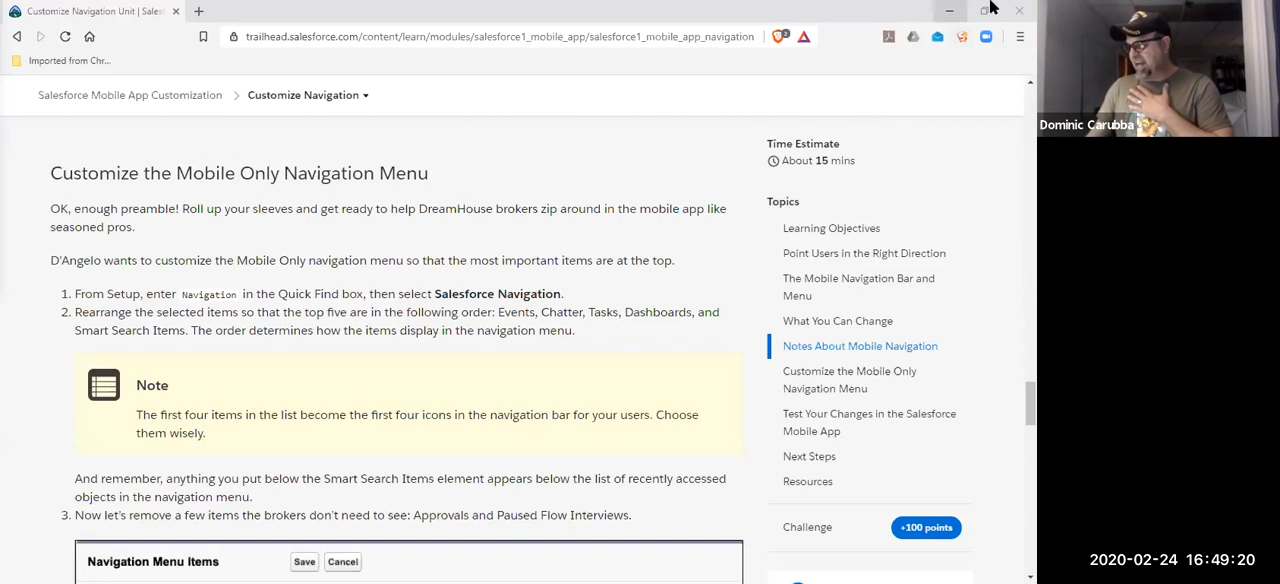 Customize Navigation Unit | Salesf
trailhead.salesforce.com/content/learn/modules/salesforce1_mobile_app/salesforce1_mobile_app_navigation
2
Imported from Chr...
Salesforce Mobile App Customization
Customize Navigation
Customize the Mobile Only Navigation Menu
OK, enough preamble! Roll up your sleeves and get ready to help DreamHouse brokers zip around in the mobile app like
seasoned pros.
D'Angelo wants to customize the Mobile Only navigation menu so that the most important items are at the top.
1. From Setup, enter Navigation in the Quick Find box, then select Salesforce Navigation.
2. Rearrange the selected items so that the top five are in the following order: Events, Chatter, Tasks, Dashboards, and
Smart Search Items. The order determines how the items display in the navigation menu.
Note
The first four items in the list become the first four icons in the navigation bar for your users. Choose
them wisely.
And remember, anything you put below the Smart Search Items element appears below the list of recently accessed
objects in the navigation menu.
3. Now let's remove a few items the brokers don't need to see: Approvals and Paused Flow Interviews.
Navigation Menu Items
Save
Cancel
Time Estimate
About 15 mins
Topics
Learning Objectives
Point Users in the Right Direction
The Mobile Navigation Bar and
Menu
What You Can Change
Notes About Mobile Navigation
Customize the Mobile Only
Navigation Menu
Test Your Changes in the Salesforce
Mobile App
Next Steps
Resources
Challenge
+100 points
Dominic Carubba
2020-02-24 16:49:20